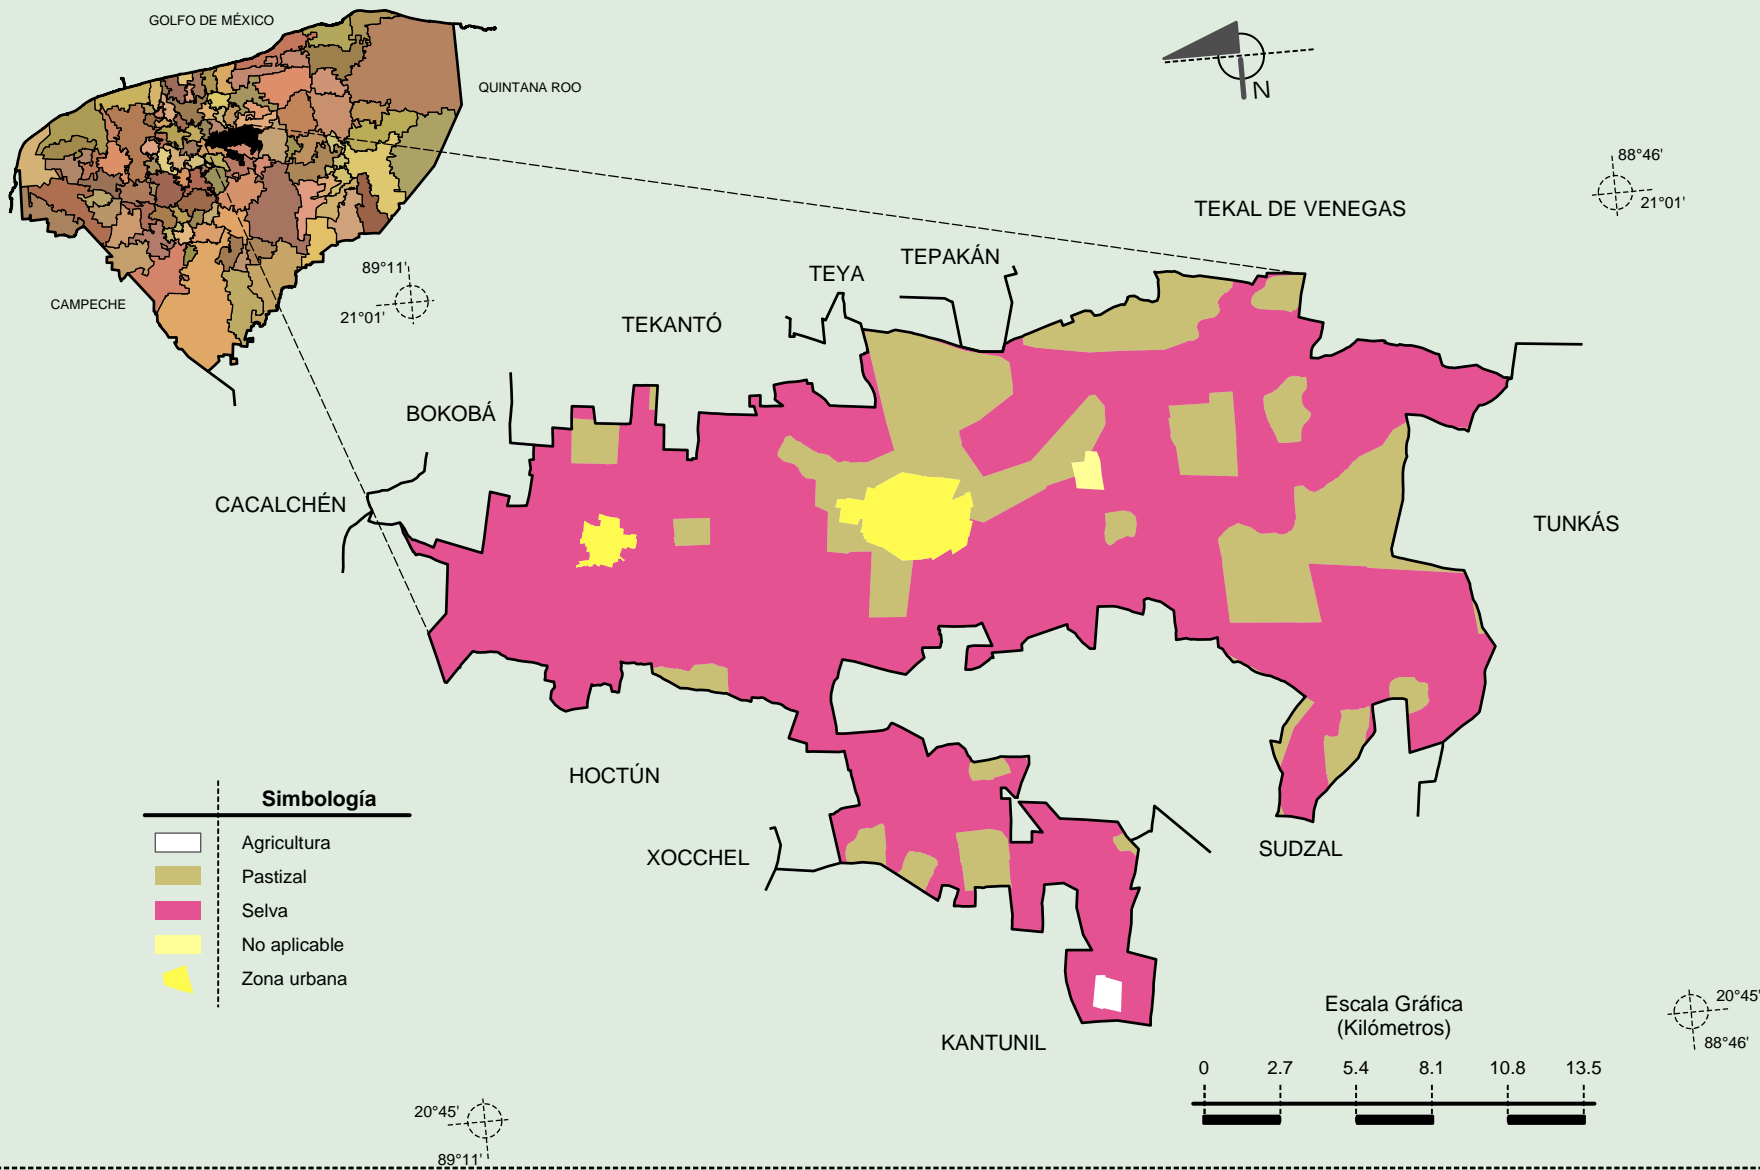 GOLFO DE MÉXICO
QUINTANA ROO
CAMPECHE
N
88°46'
21°01'
89°11'
21°01'
TEKAL DE VENEGAS
TEPAKÁN
TEYA
TEKANTÓ
BOKOBÁ
CACALCHÉN
TUNKÁS
HOCTÚN
XOCCHEL
SUDZAL
KANTUNIL
Simbología
Agricultura
Pastizal
Selva
No aplicable
Zona urbana
Escala Gráfica
(Kilómetros)
0 2.7 5.4 8.1 10.8 13.5
20°45'
88°46'
20°45'
89°11'